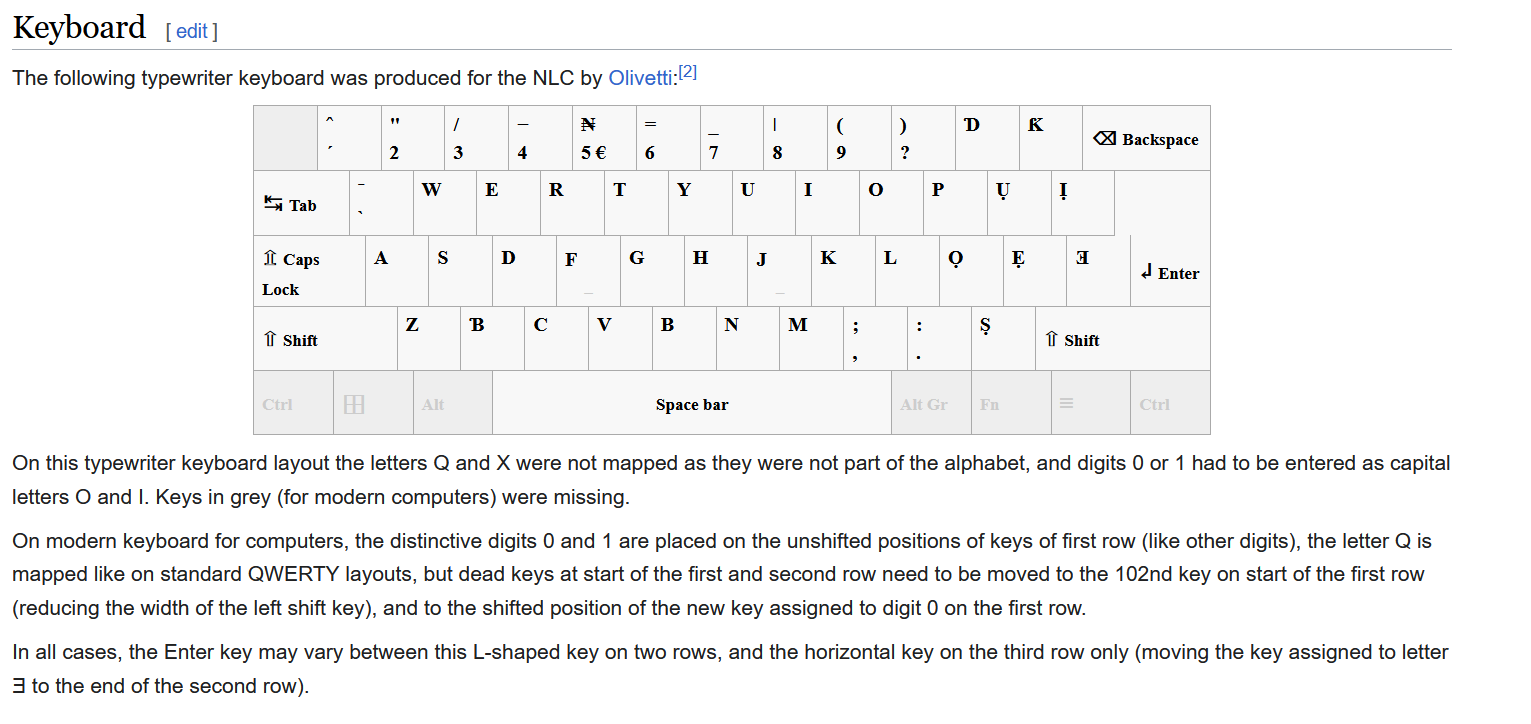 Keyboard [ edit ]
The following typewriter keyboard was produced for the NLC by Olivetti:[2]
^ " / – ₦ = _ | ( ) Ɗ Ƙ
´ 2 3 4 5 € 6 7 8 9 ? ⌫ Backspace
↹ Tab ¯ ` W E R T Y U I O P Ụ Ị
⇫ Caps A S D F G H J K L Ọ Ẹ Ǝ
Lock _ _ ↲ Enter
⇧ Shift Z Ɓ C V B N M ; , : . Ṣ ⇧ Shift
Ctrl ⊞ Alt Space bar Alt Gr Fn ≡ Ctrl
On this typewriter keyboard layout the letters Q and X were not mapped as they were not part of the alphabet, and digits 0 or 1 had to be entered as capital
letters O and I. Keys in grey (for modern computers) were missing.
On modern keyboard for computers, the distinctive digits 0 and 1 are placed on the unshifted positions of keys of first row (like other digits), the letter Q is
mapped like on standard QWERTY layouts, but dead keys at start of the first and second row need to be moved to the 102nd key on start of the first row
(reducing the width of the left shift key), and to the shifted position of the new key assigned to digit 0 on the first row.
In all cases, the Enter key may vary between this L-shaped key on two rows, and the horizontal key on the third row only (moving the key assigned to letter
Ǝ to the end of the second row).